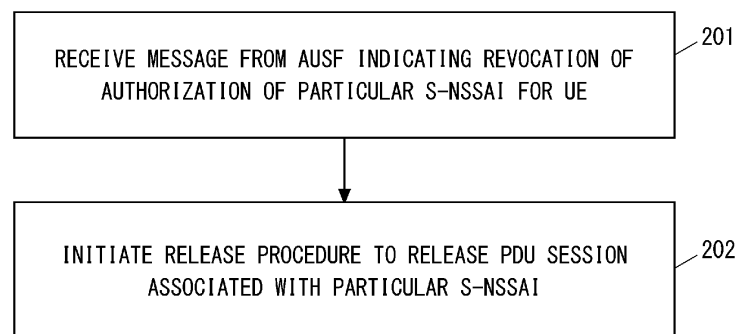 RECEIVE MESSAGE FROM AUSF INDICATING REVOCATION OF
AUTHORIZATION OF PARTICULAR S-NSSAI FOR UE
201
INITIATE RELEASE PROCEDURE TO RELEASE PDU SESSION
ASSOCIATED WITH PARTICULAR S-NSSAI
202